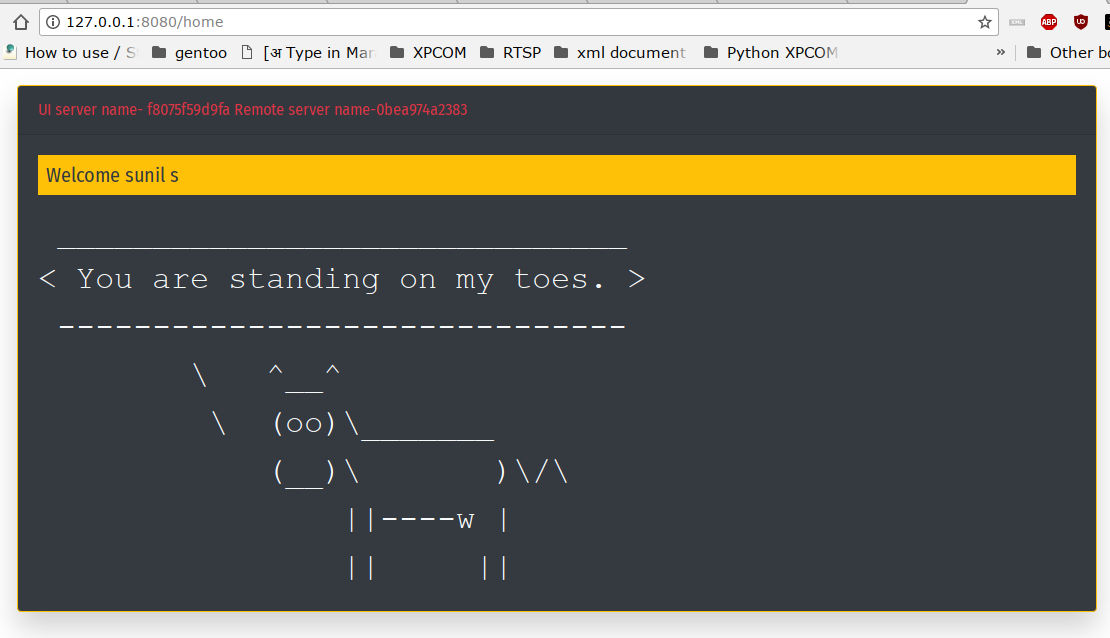 127.0.0.1:8080/home
ABP
How to use / S gentoo [अ Type in Mar XPCOM RTSP xml document Python XPCOM » Other bo
UI server name- f8075f59d9fa Remote server name-0bea974a2383
Welcome sunil s
 ______________________________
< You are standing on my toes. >
 ------------------------------
        \   ^__^
         \  (oo)\_______
            (__)\       )\/\
                ||----w |
                ||     ||